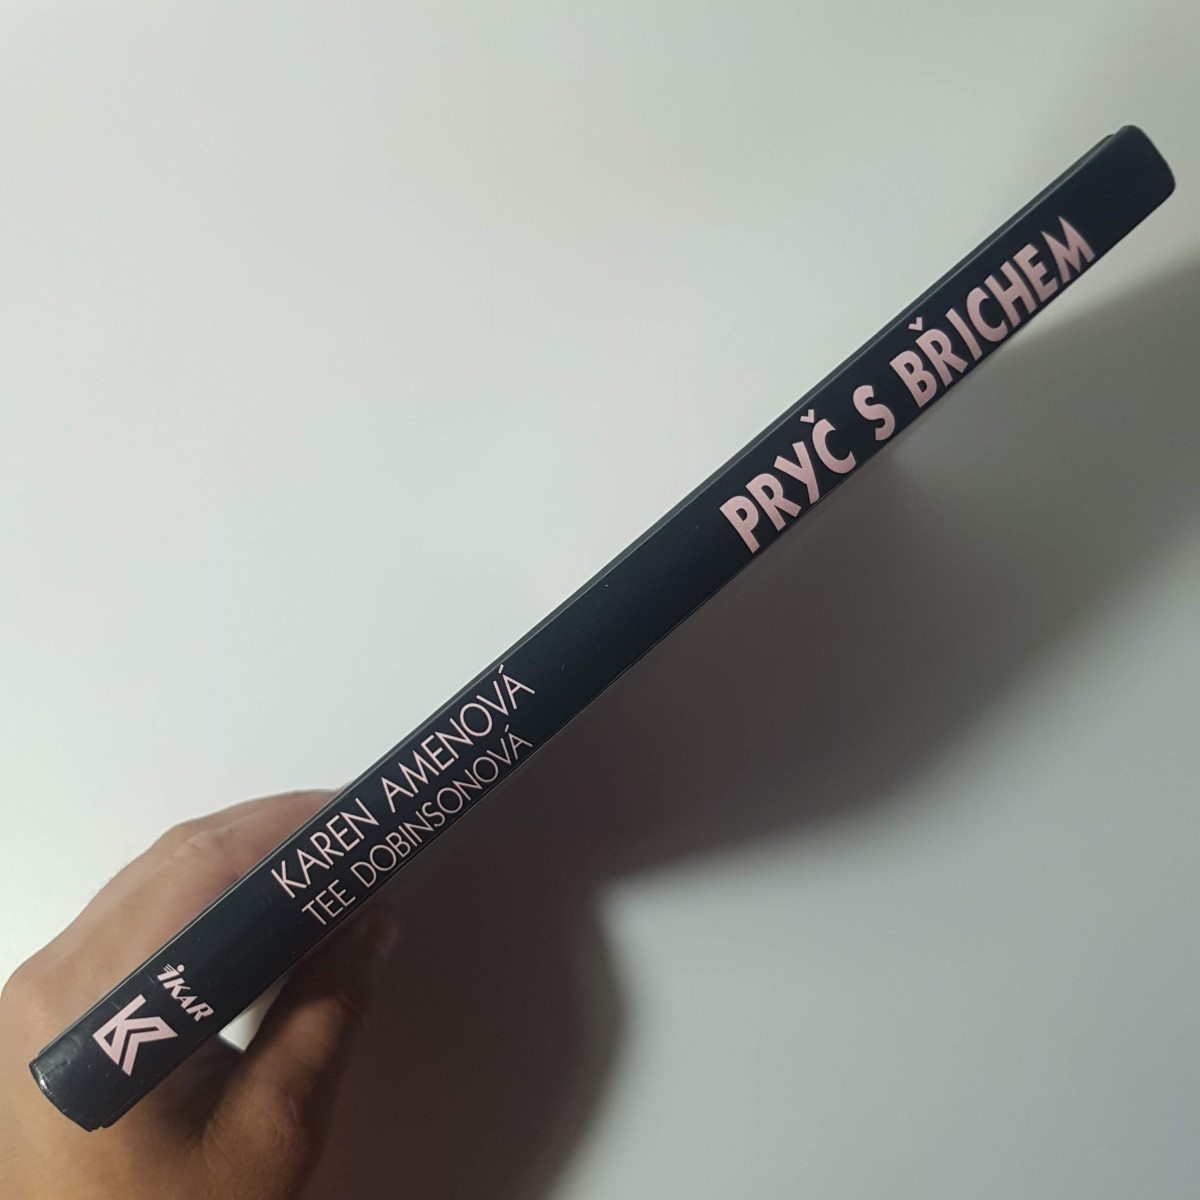 KAREN AMENOVÁ
TEE DOBINSONOVÁ
PRYČ S BŘICHEM
iKAR
K